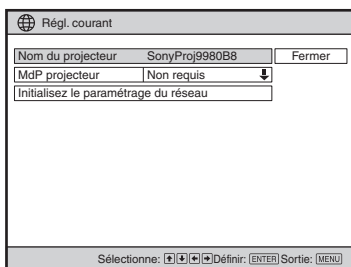 Régl. courant
Nom du projecteur SonyProj9980B8 Fermer
MdP projecteur Non requis
Initialisez le paramétrage du réseau
Sélectionne: Définir: ENTER Sortie: MENU